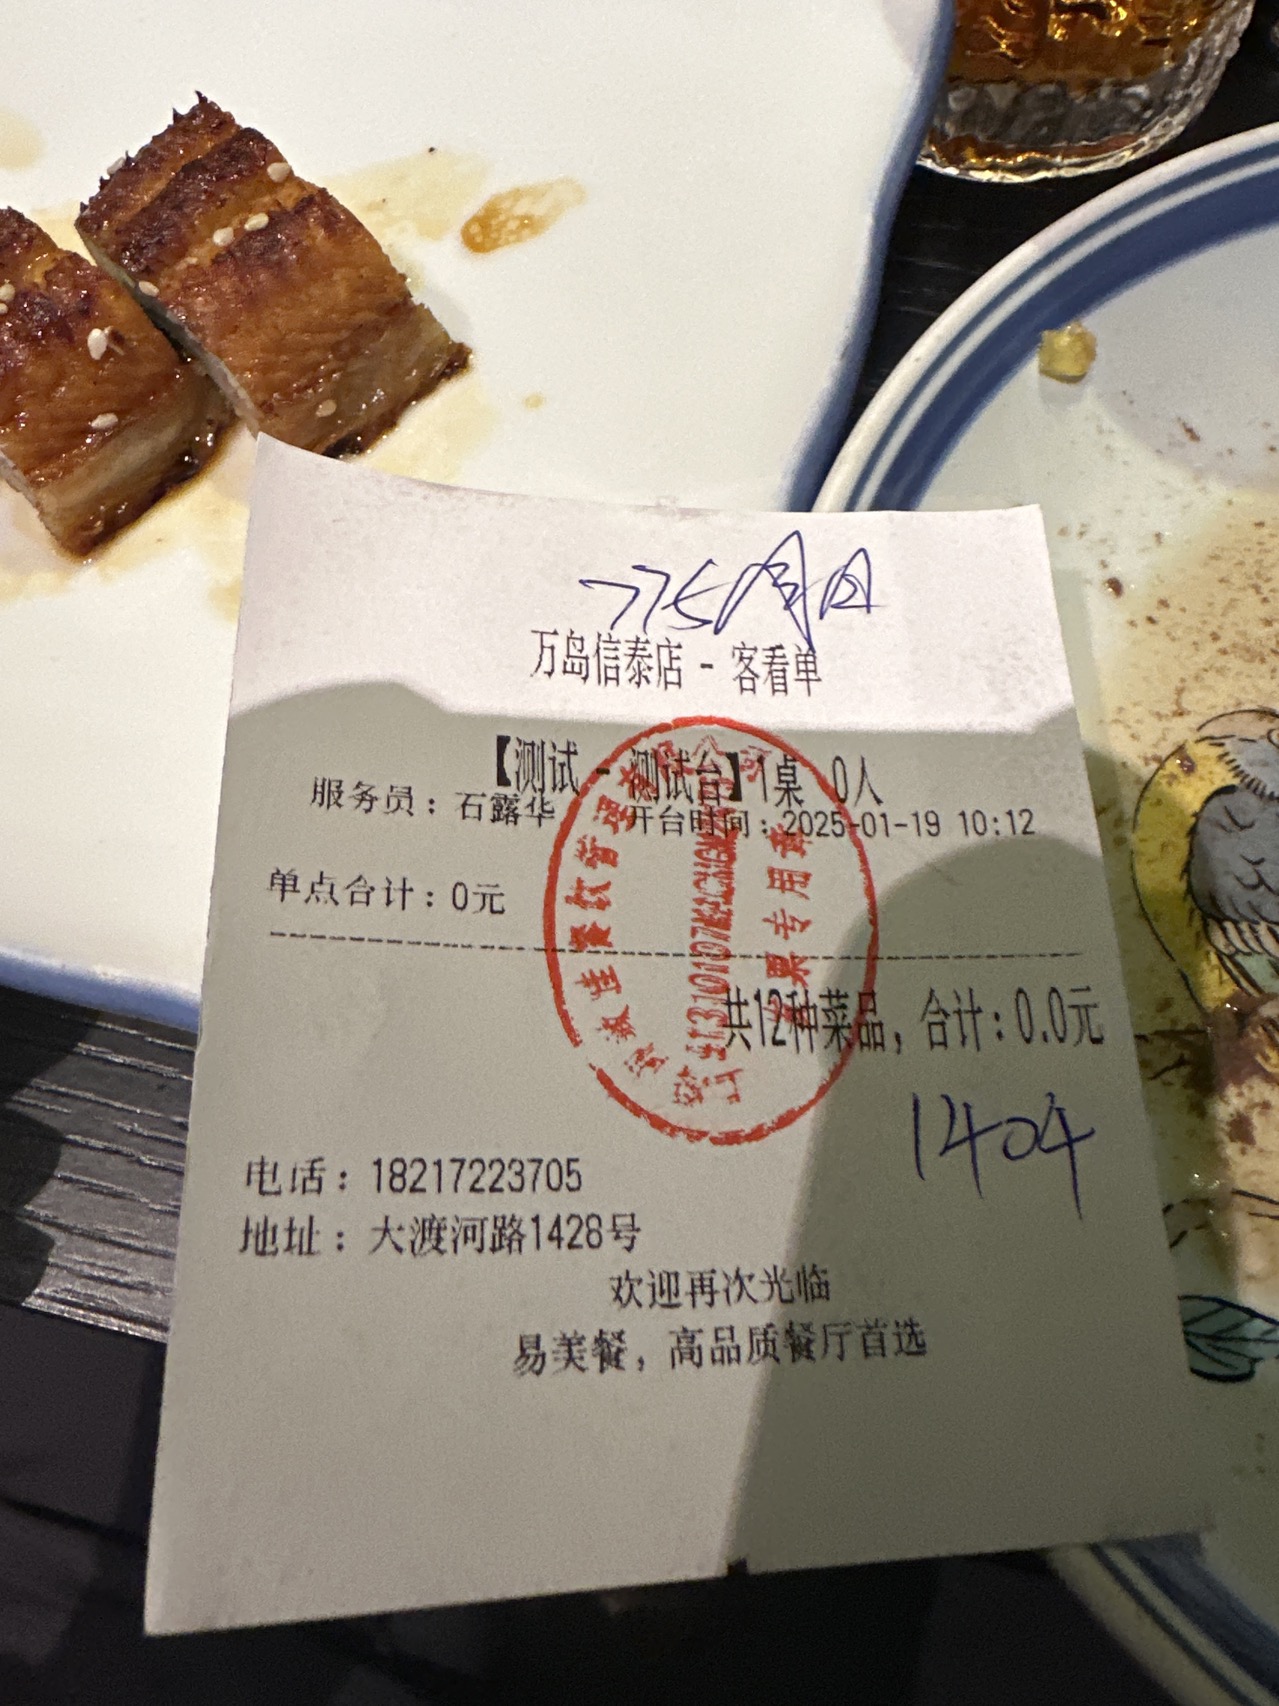 775
万岛信泰店 - 客看单
【测试 - 测试台】1桌 0人
服务员：石露华 开台时间：2025-01-19 10:12
单点合计：0元
共12种菜品，合计：0.0元
1404
电话：18217223705
地址：大渡河路1428号
欢迎再次光临
易美餐，高品质餐厅首选